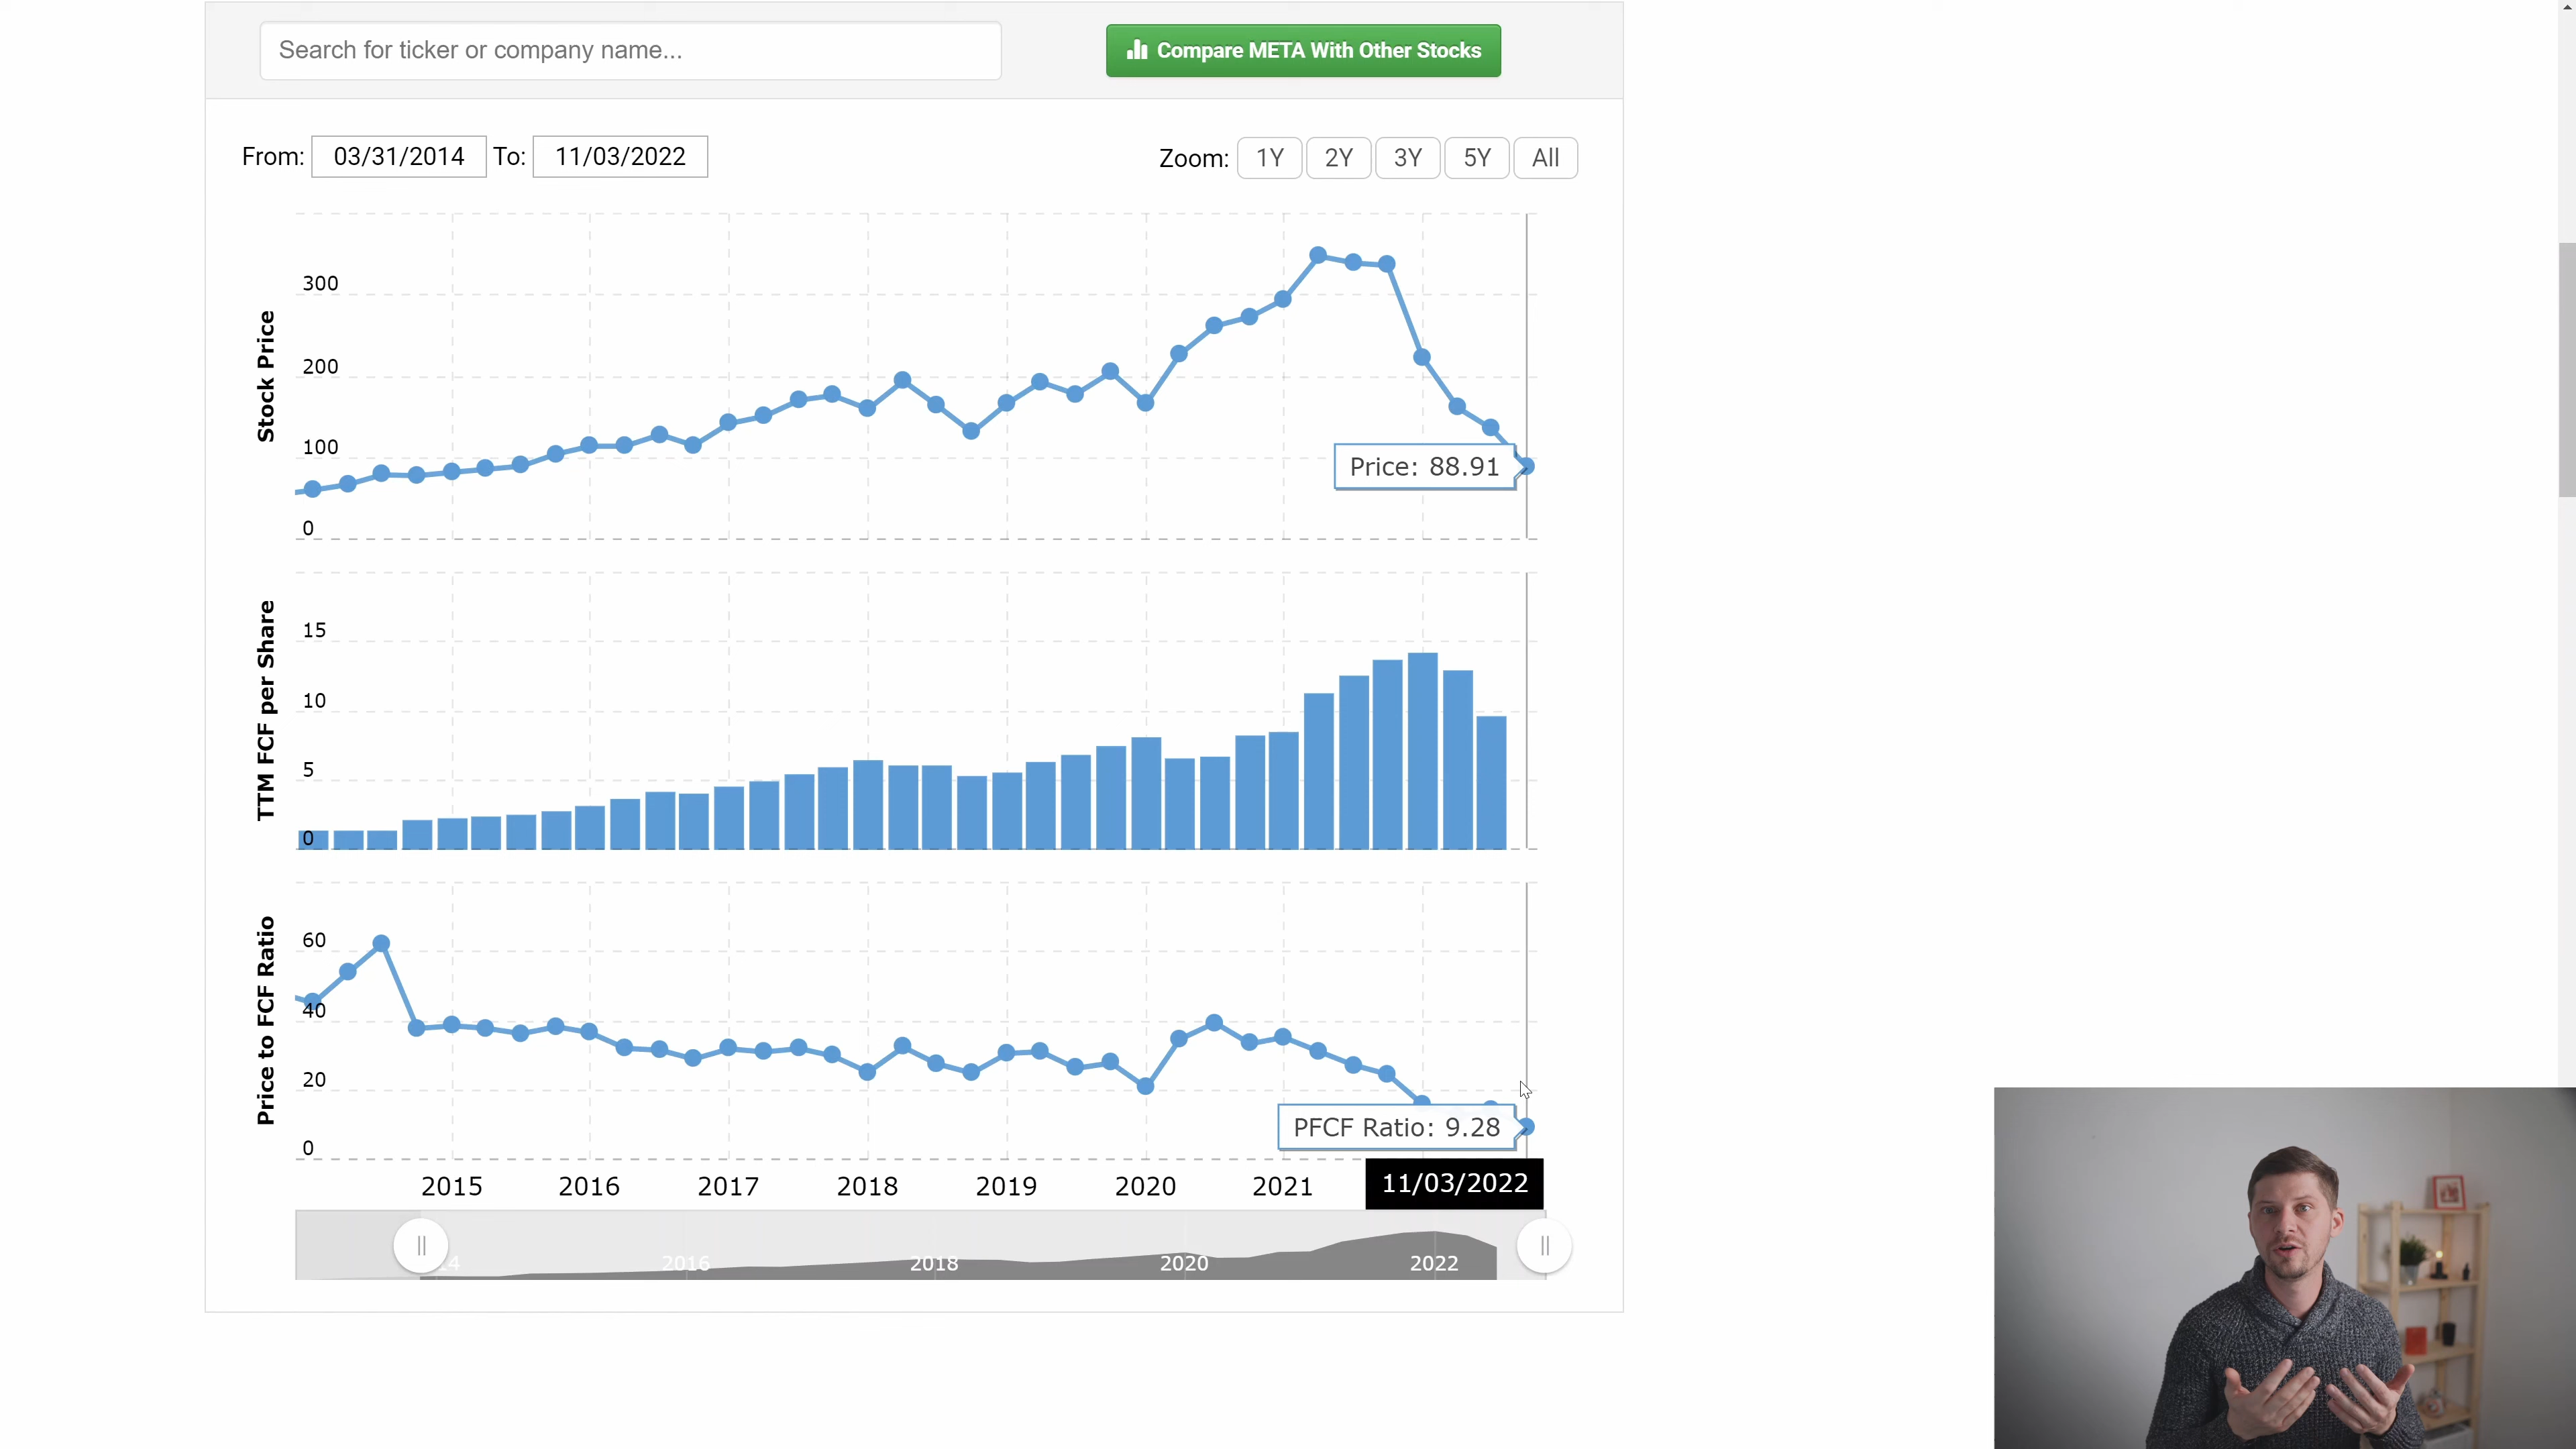 Search for ticker or company name...
Compare META With Other Stocks
From: 03/31/2014 To: 11/03/2022
Zoom: 1Y 2Y 3Y 5Y All
Stock Price
300
200
100
0
Price: 88.91
TTM FCF per Share
15
10
5
0
Price to FCF Ratio
60
40
20
0
PFCF Ratio: 9.28
2015 2016 2017 2018 2019 2020 2021 11/03/2022
14 2016 2018 2020 2022